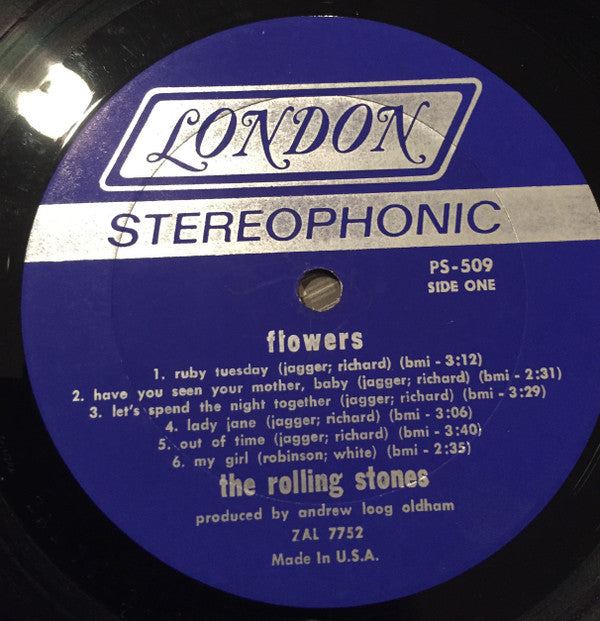 LONDON
STEREOPHONIC
PS-509
SIDE ONE
flowers
1. ruby tuesday (jagger; richard) (bmi - 3:12)
2. have you seen your mother, baby (jagger; richard) (bmi - 2:31)
3. let's spend the night together (jagger; richard) (bmi - 3:29)
4. lady jane (jagger; richard) (bmi - 3:06)
5. out of time (jagger; richard) (bmi - 3:40)
6. my girl (robinson; white) (bmi - 2:35)
the rolling stones
produced by andrew loog oldham
ZAL 7752
Made In U.S.A.